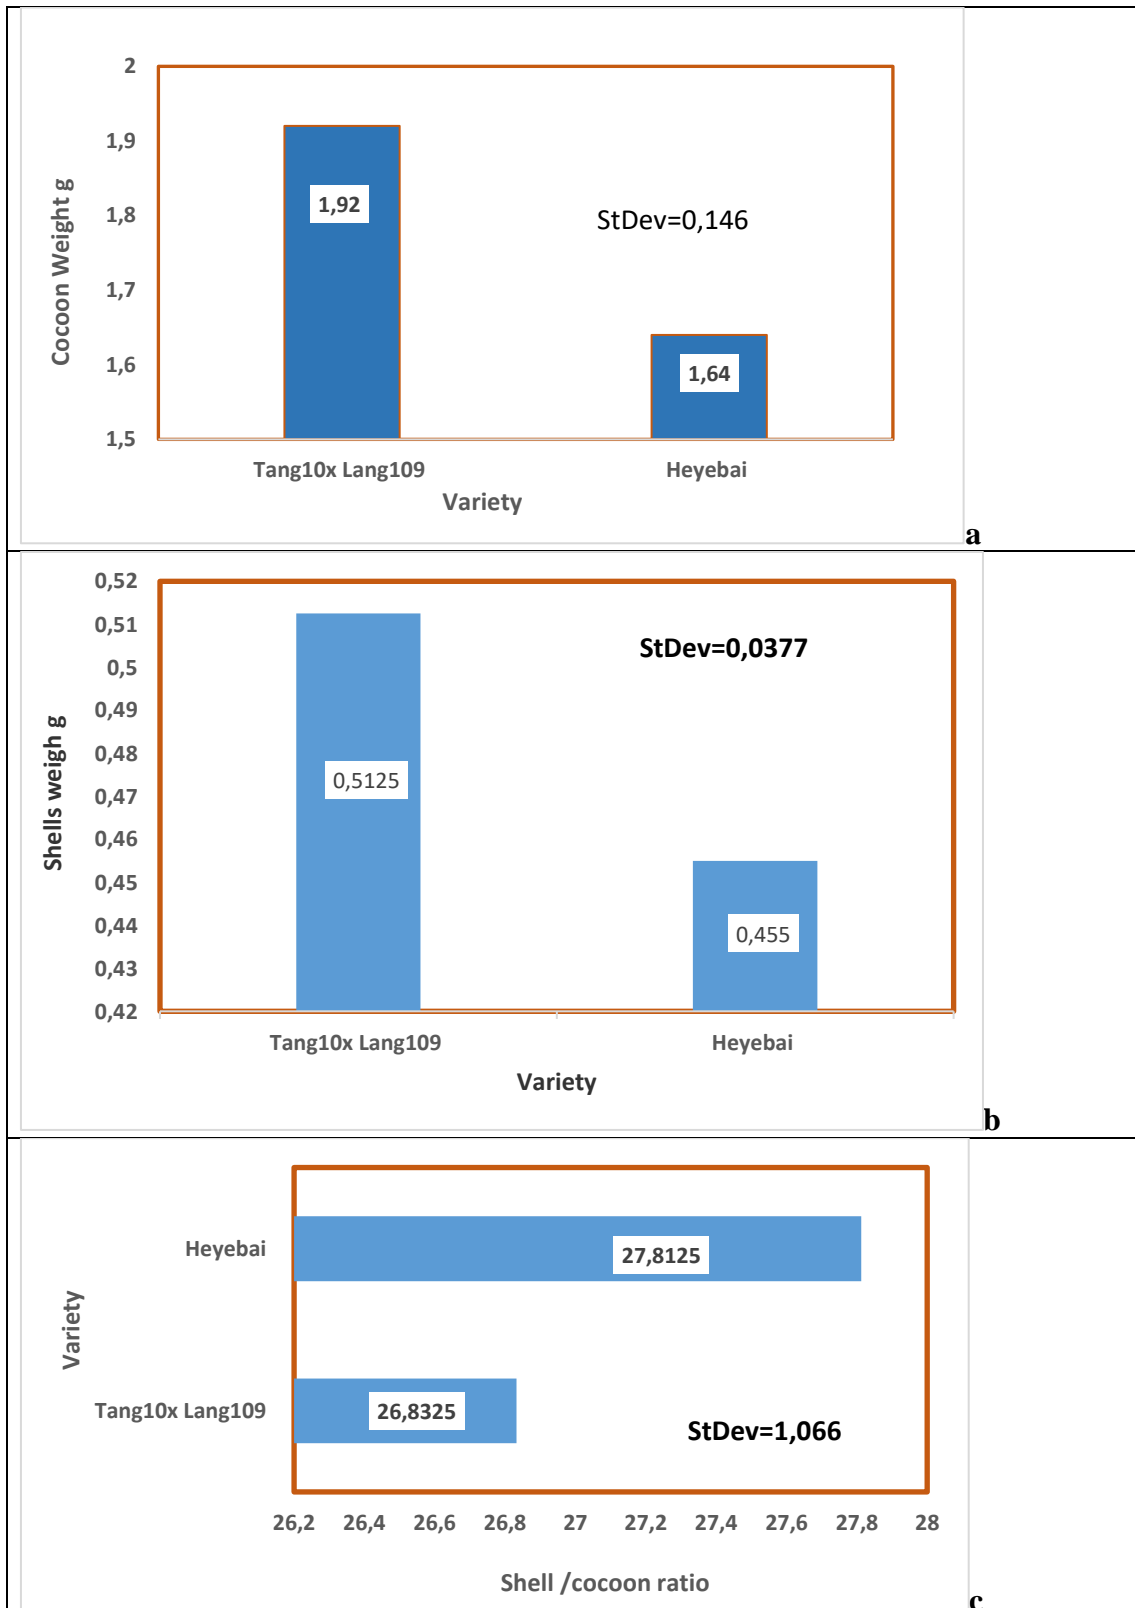 2
1,9
1,8
1,7
1,6
1,5
Cocoon Weight g
1,92
StDev=0,146
1,64
Tang10x Lang109
Heyebai
Variety
a
0,52
0,51
0,5
0,49
0,48
0,47
0,46
0,45
0,44
0,43
0,42
Shells weigh g
StDev=0,0377
0,5125
0,455
Tang10x Lang109
Heyebai
Variety
b
Variety
Heyebai
27,8125
Tang10x Lang109
26,8325
StDev=1,066
26,2 26,4 26,6 26,8 27 27,2 27,4 27,6 27,8 28
Shell /cocoon ratio
c